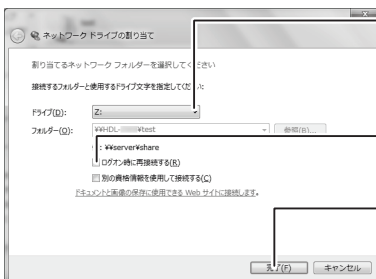 ネットワーク ドライブの割り当て
割り当てるネットワーク フォルダーを選択してください
接続するフォルダーと使用するドライブ文字を指定してください:
ドライブ(D): Z:
フォルダー(O): ¥¥HDL- ¥test 参照(B)...
: ¥¥server¥share
ログオン時に再接続する(R)
別の資格情報を使用して接続する(C)
ドキュメントと画像の保存に使用できる Web サイトに接続します。
完了(F) キャンセル